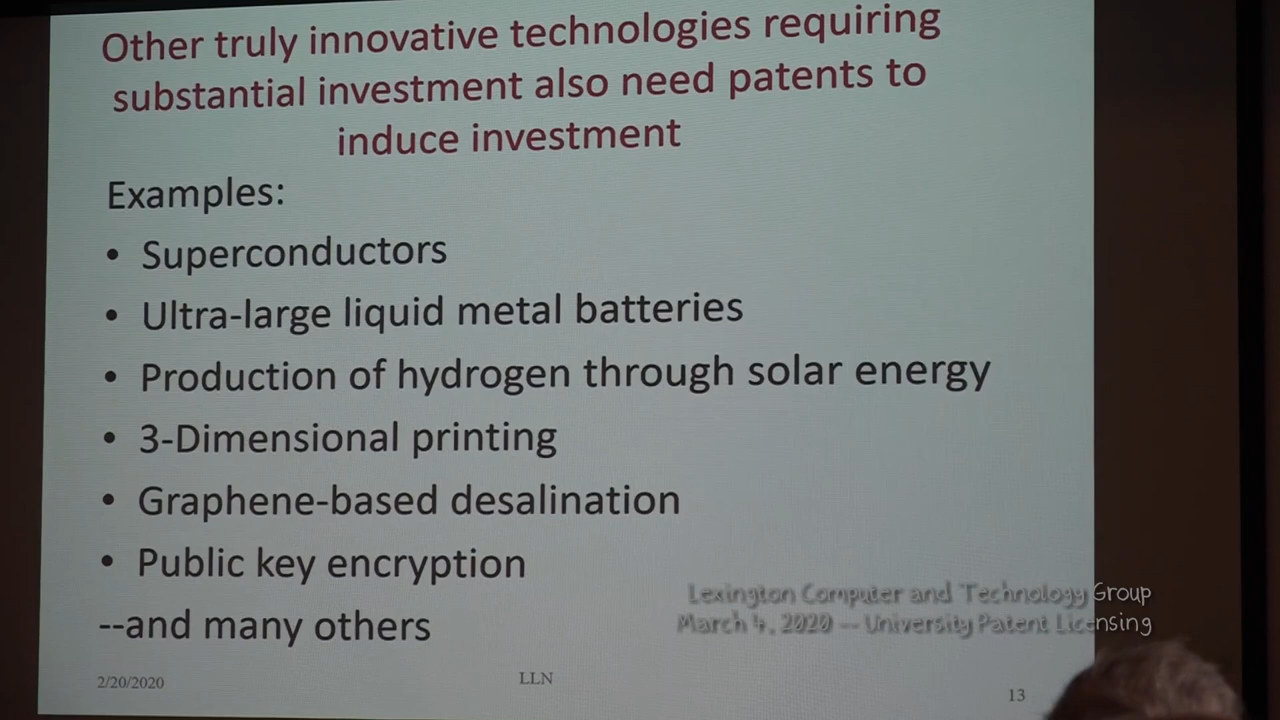 Other truly innovative technologies requiring
substantial investment also need patents to
induce investment
Examples:
• Superconductors
• Ultra-large liquid metal batteries
• Production of hydrogen through solar energy
• 3-Dimensional printing
• Graphene-based desalination
• Public key encryption
--and many others
Lexington Computer and Technology Group
March 4, 2020 -- University Patent Licensing
2/20/2020
LLN
13